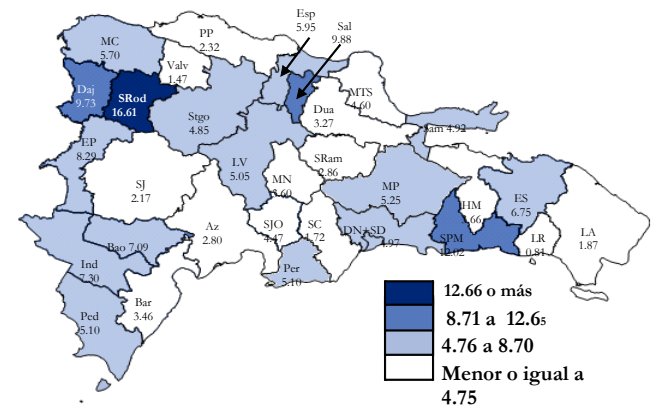 Esp
5.95
Sal
9.88
PP
2.32
MC
5.70
Valv
1.47
Daj
9.73
SRod
16.61
Stgo
4.85
Dua
3.27
MTS
4.60
Sam 4.92
EP
8.29
SJ
2.17
LV
5.05
MN
3.60
SRam
2.86
MP
5.25
HM
ES
6.75
Az
2.80
SJO
4.47
SC
1.72
DN+SD
4.97
SPM
12.02
LR
0.81
LA
1.87
Bao 7.09
Ind
7.30
Per
5.10
Ped
5.10
Bar
3.46
12.66 o más
8.71 a 12.65
4.76 a 8.70
Menor o igual a
4.75